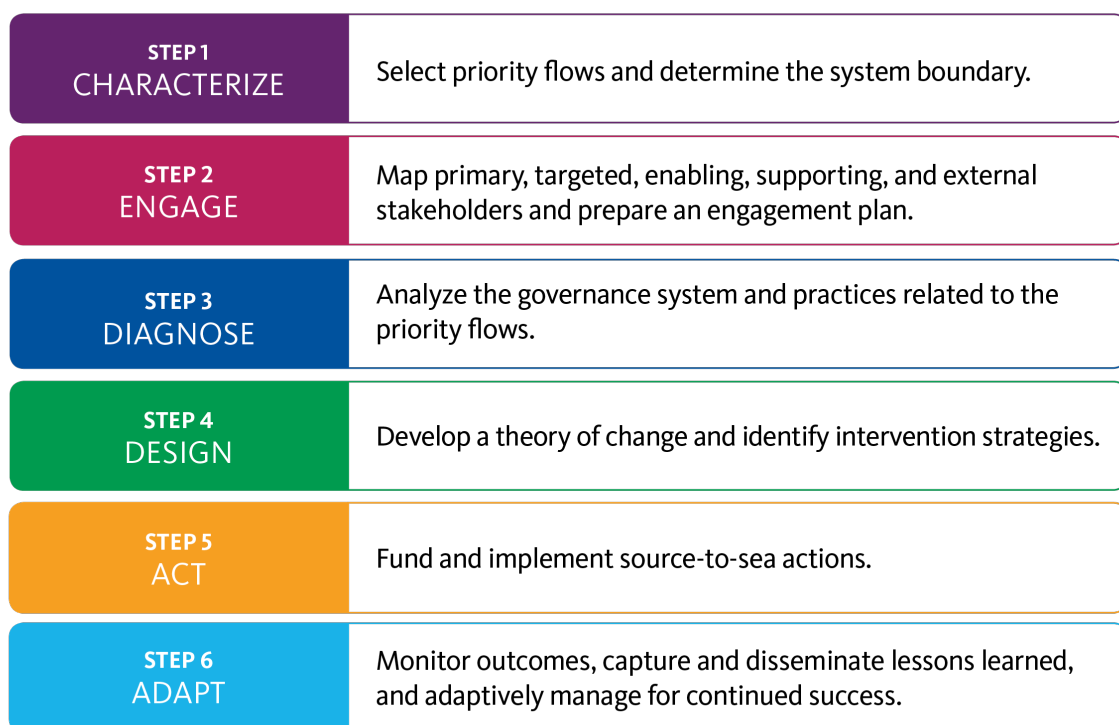 STEP 1
CHARACTERIZE
Select priority flows and determine the system boundary.
STEP 2
ENGAGE
Map primary, targeted, enabling, supporting, and external
stakeholders and prepare an engagement plan.
STEP 3
DIAGNOSE
Analyze the governance system and practices related to the
priority flows.
STEP 4
DESIGN
Develop a theory of change and identify intervention strategies.
STEP 5
ACT
Fund and implement source-to-sea actions.
STEP 6
ADAPT
Monitor outcomes, capture and disseminate lessons learned,
and adaptively manage for continued success.